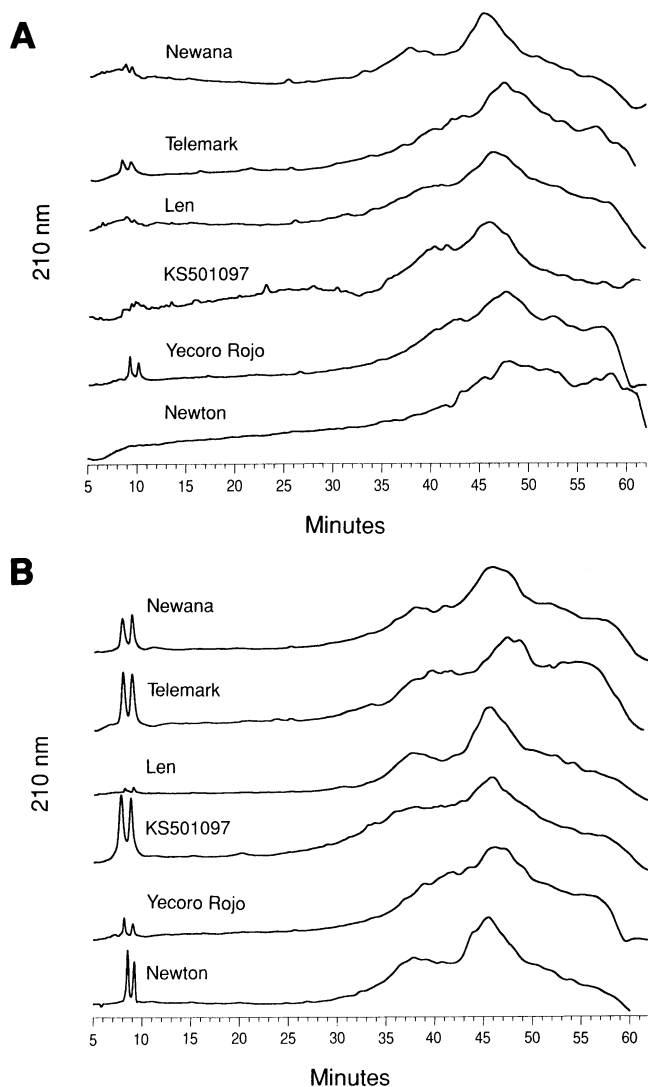 A
Newana
Telemark
Len
KS501097
Yecoro Rojo
Newton
210 nm
5 10 15 20 25 30 35 40 45 50 55 60
Minutes
B
Newana
Telemark
Len
KS501097
Yecoro Rojo
Newton
210 nm
5 10 15 20 25 30 35 40 45 50 55 60
Minutes